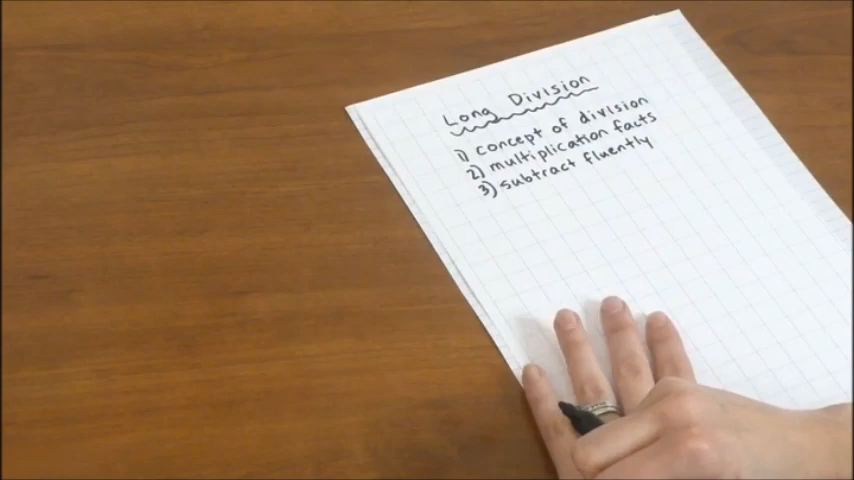 Long Division
1) concept of division
2) multiplication facts
3) subtract fluently